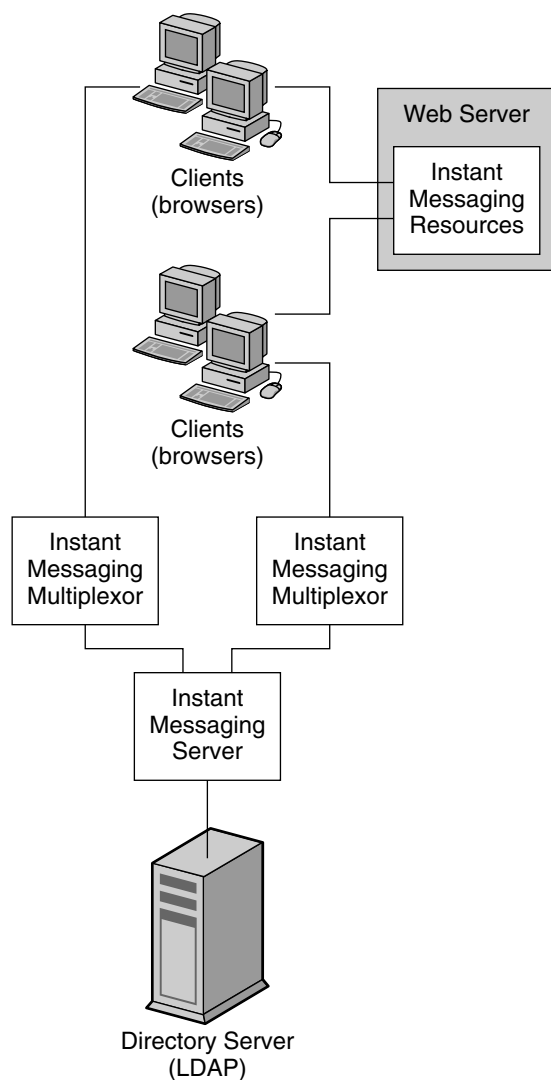 Clients
(browsers)
Web Server
Instant
Messaging
Resources
Clients
(browsers)
Instant
Messaging
Multiplexor
Instant
Messaging
Multiplexor
Instant
Messaging
Server
Directory Server
(LDAP)